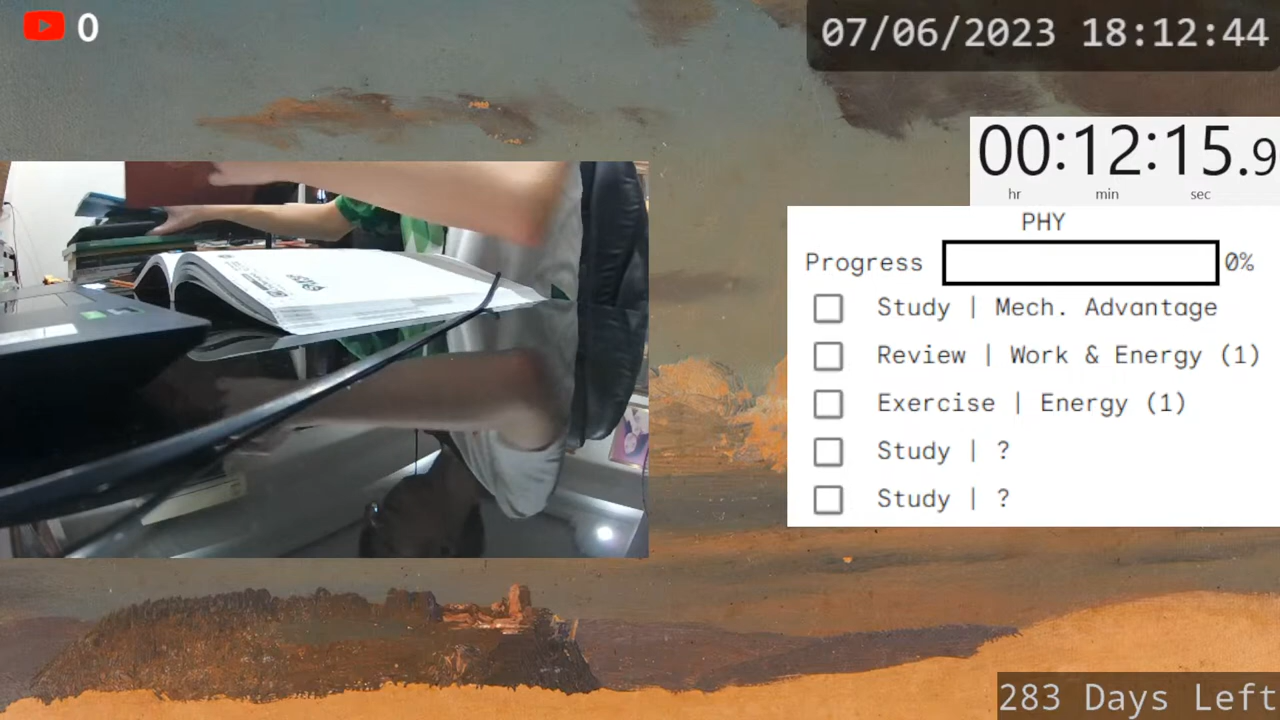 0
07/06/2023 18:12:44
00:12:15.9
hr min sec
PHY
Progress 0%
Study | Mech. Advantage
Review | Work & Energy (1)
Exercise | Energy (1)
Study | ?
Study | ?
283 Days Left